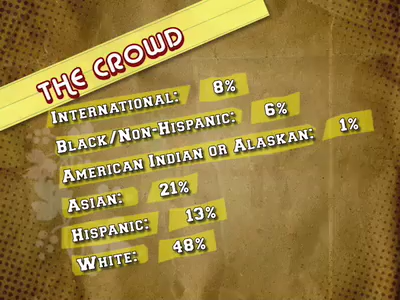 THE CROWD
INTERNATIONAL: 8%
BLACK/NON-HISPANIC: 6%
AMERICAN INDIAN OR ALASKAN: 1%
ASIAN: 21%
HISPANIC: 13%
WHITE: 48%